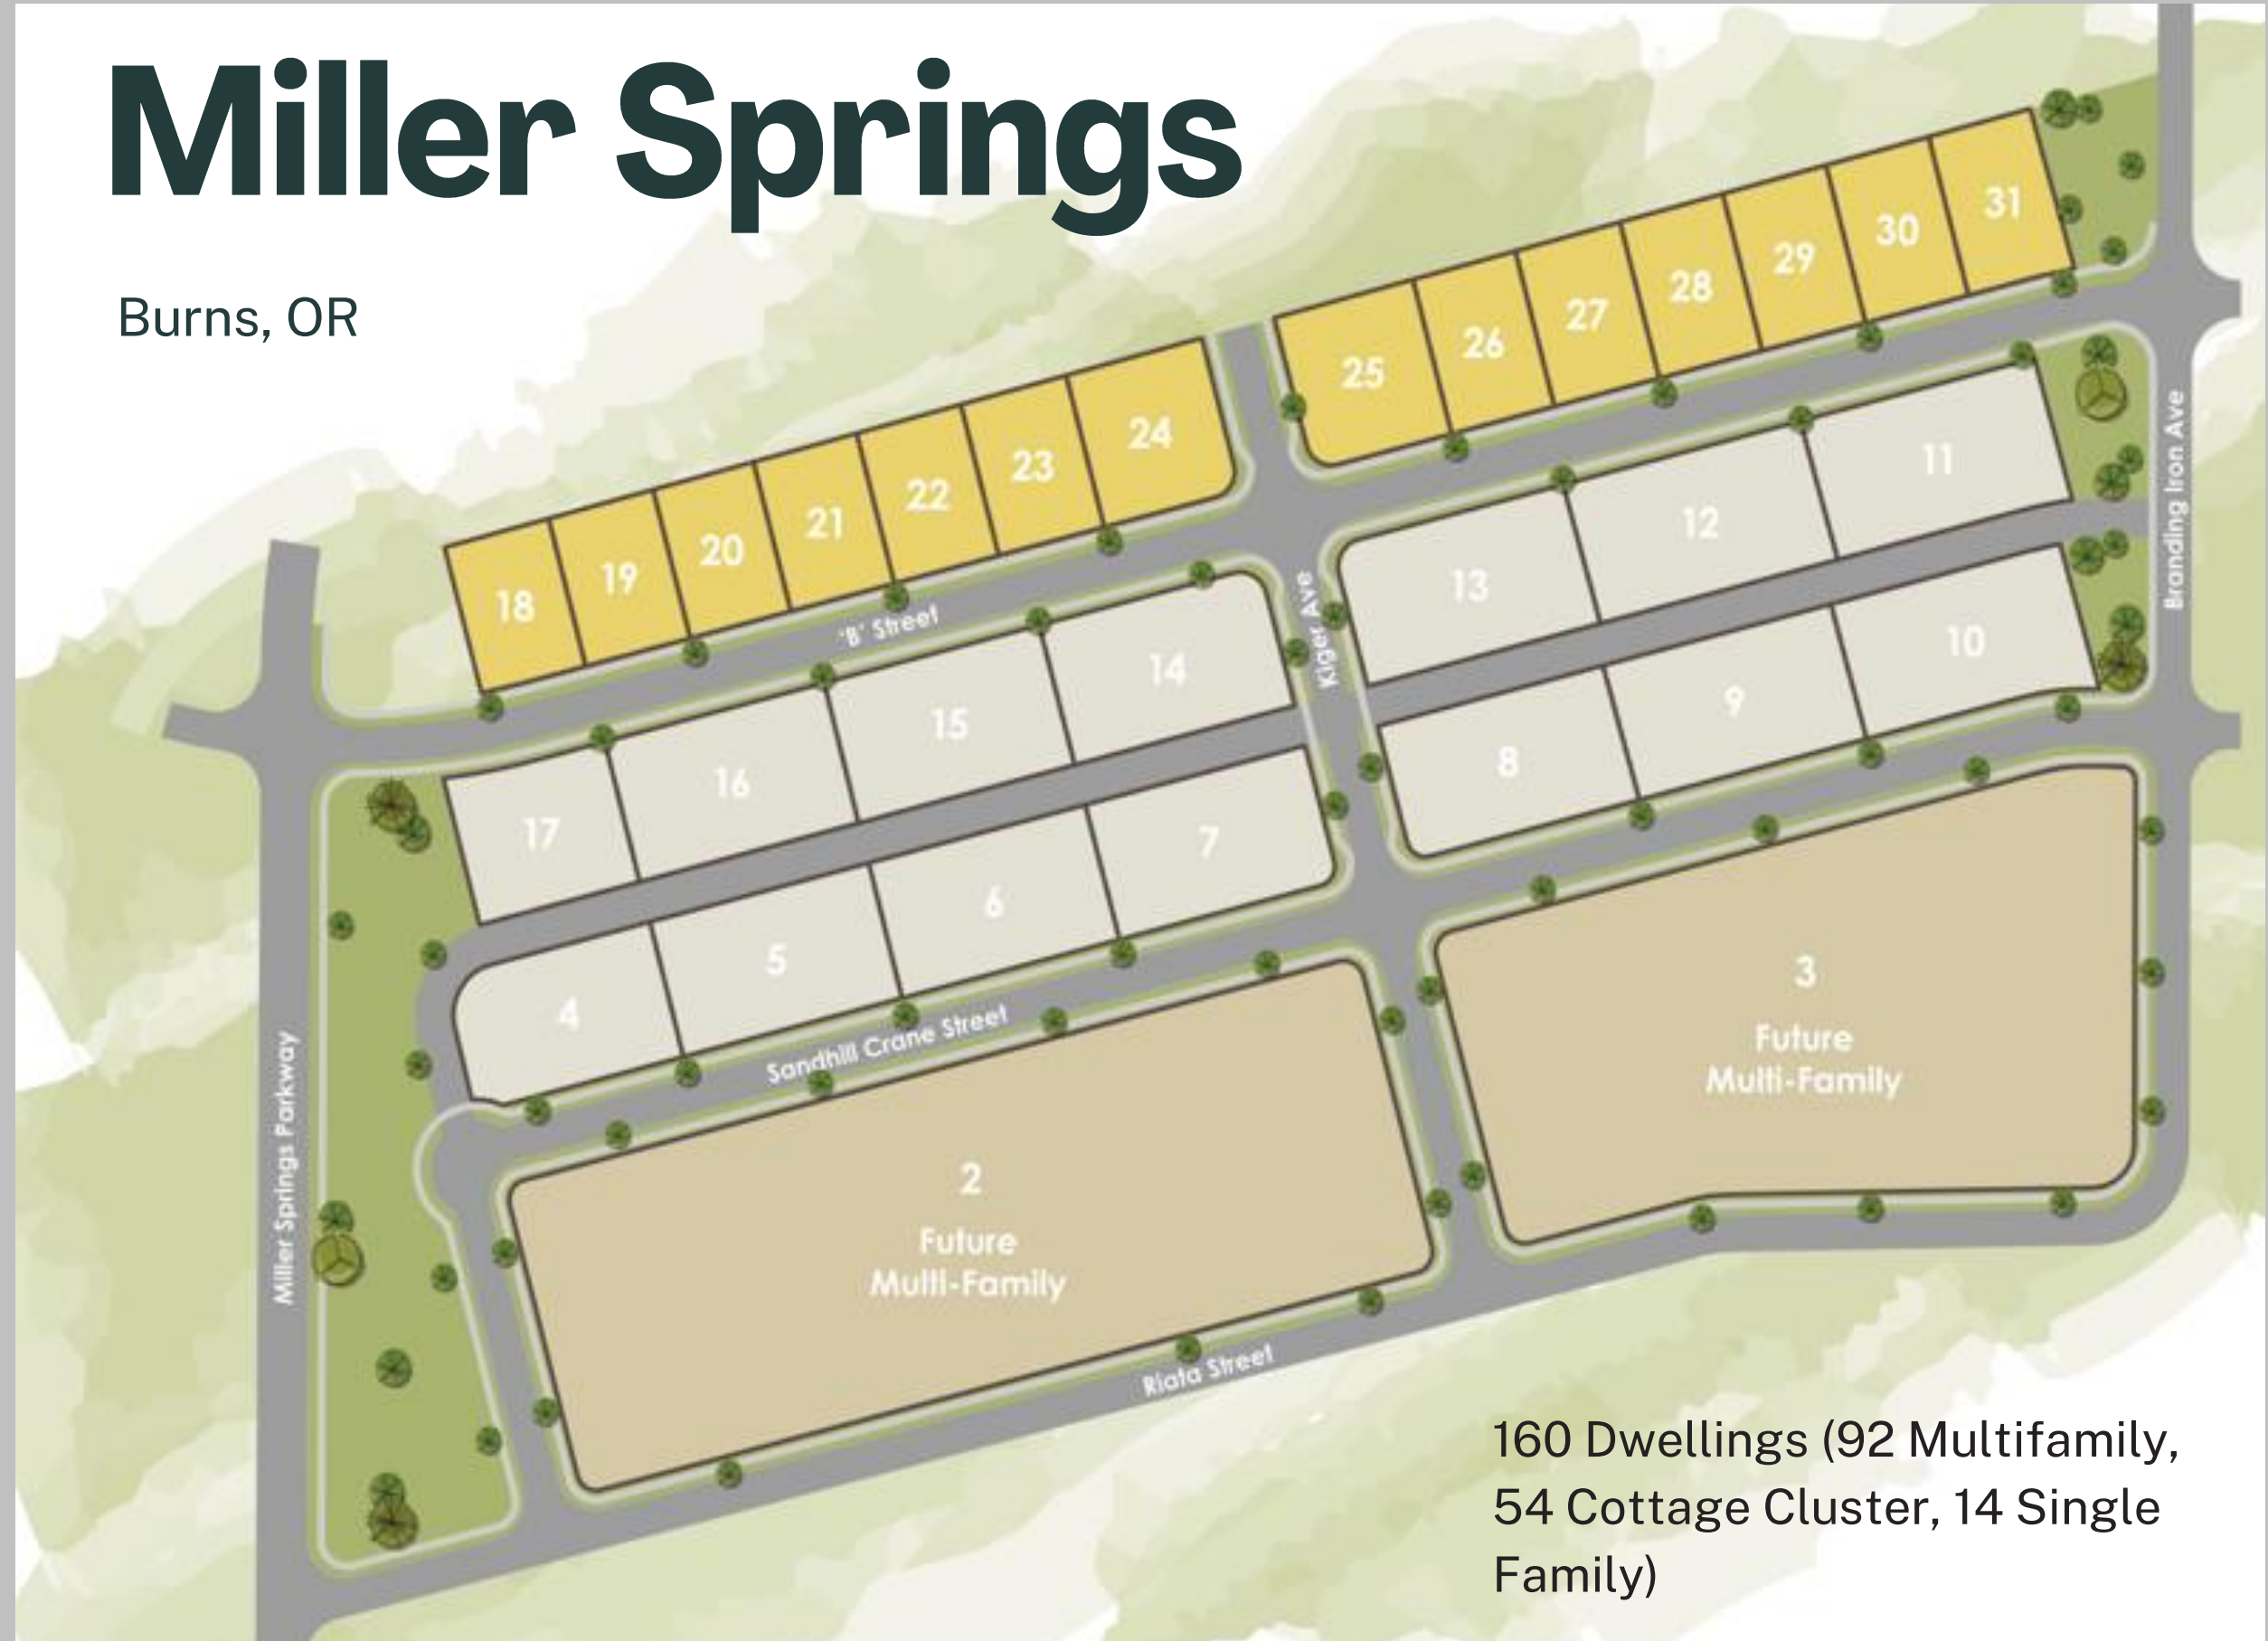 Miller Springs
Burns, OR
31
30
29
28
27
26
25
24
23
22
21
20
19
18
'B' Street
Kiger Ave
Branding Iron Ave
11
12
13
14
15
16
17
10
9
8
7
6
5
4
Sandhill Crane Street
Miller Springs Parkway
3
Future
Multi-Family
2
Future
Multi-Family
Riata Street
160 Dwellings (92 Multifamily,
54 Cottage Cluster, 14 Single
Family)